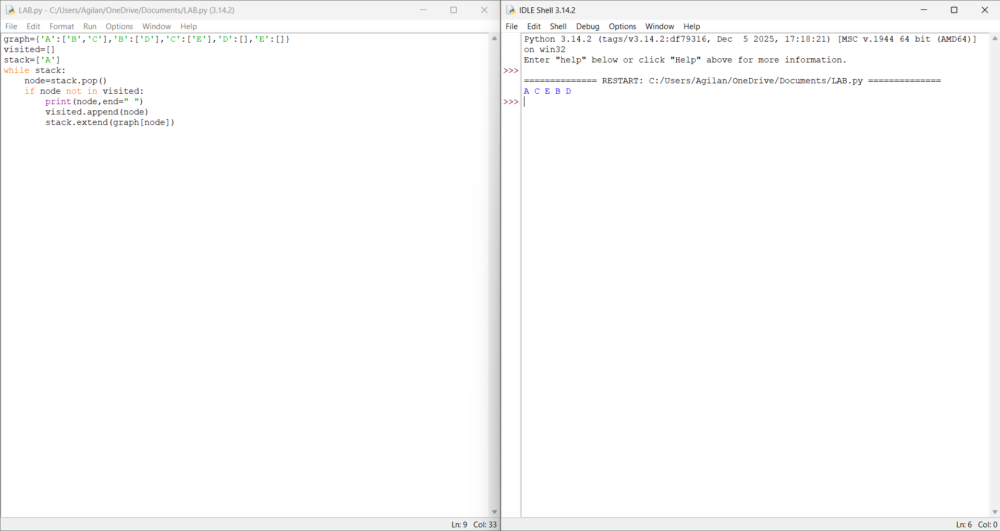 LAB.py - C:/Users/Agilan/OneDrive/Documents/LAB.py (3.14.2)
File Edit Format Run Options Window Help
graph={'A':['B','C'],'B':['D'],'C':['E'],'D':[],'E':[]}
visited=[]
stack=['A']
while stack:
    node=stack.pop()
    if node not in visited:
        print(node,end=" ")
        visited.append(node)
        stack.extend(graph[node])
Ln: 9 Col: 33
IDLE Shell 3.14.2
File Edit Shell Debug Options Window Help
Python 3.14.2 (tags/v3.14.2:df79316, Dec  5 2025, 17:18:21) [MSC v.1944 64 bit (AMD64)]
on win32
Enter "help" below or click "Help" above for more information.
>>>
============== RESTART: C:/Users/Agilan/OneDrive/Documents/LAB.py ==============
A C E B D
>>>
Ln: 6 Col: 0